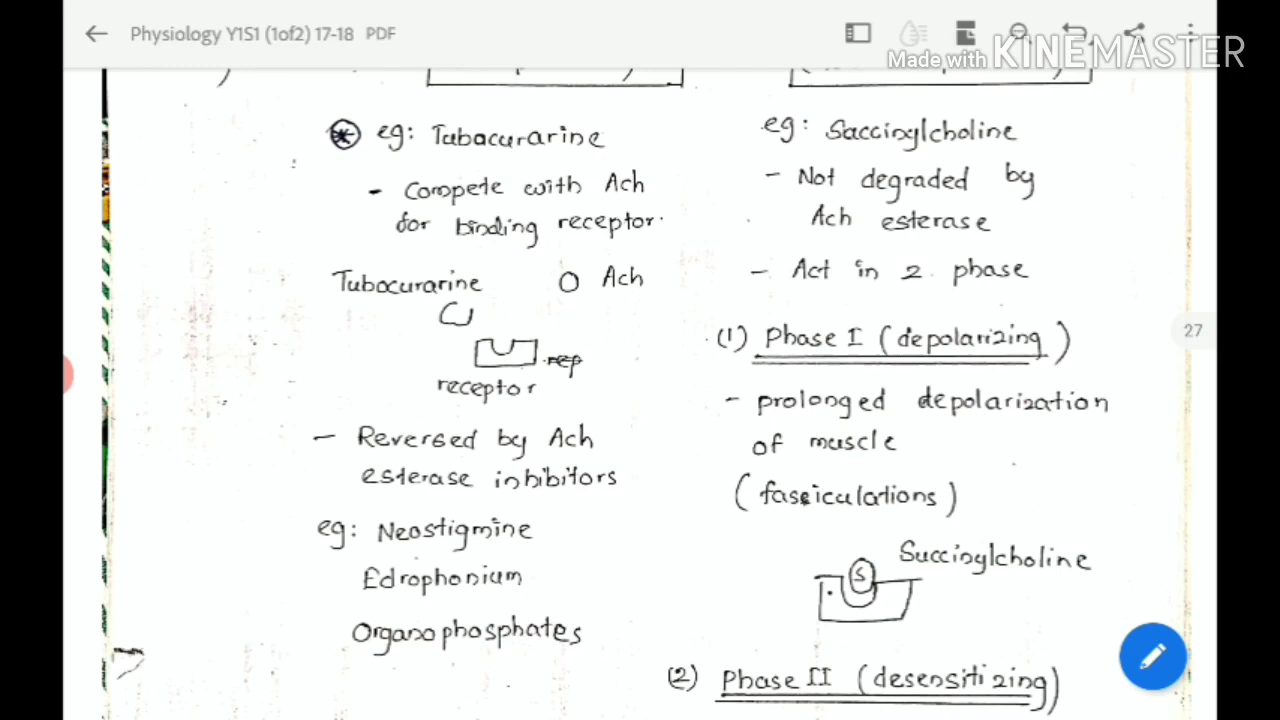 Physiology Y1S1 (1of2) 17-18 PDF
Made with KINEMASTER
eg: Tubocurarine
- Compete with Ach
for binding receptor.
Tubocurarine O Ach
rep
receptor
- Reversed by Ach
esterase inhibitors
eg: Neostigmine
Edrophonium
Organophosphates
eg: Succinylcholine
- Not degraded by
Ach esterase
- Act in 2 phase
(1) Phase I (depolarizing)
- prolonged depolarization
of muscle
(fasciculations)
Succinylcholine
S
(2) Phase II (desensitizing)
27